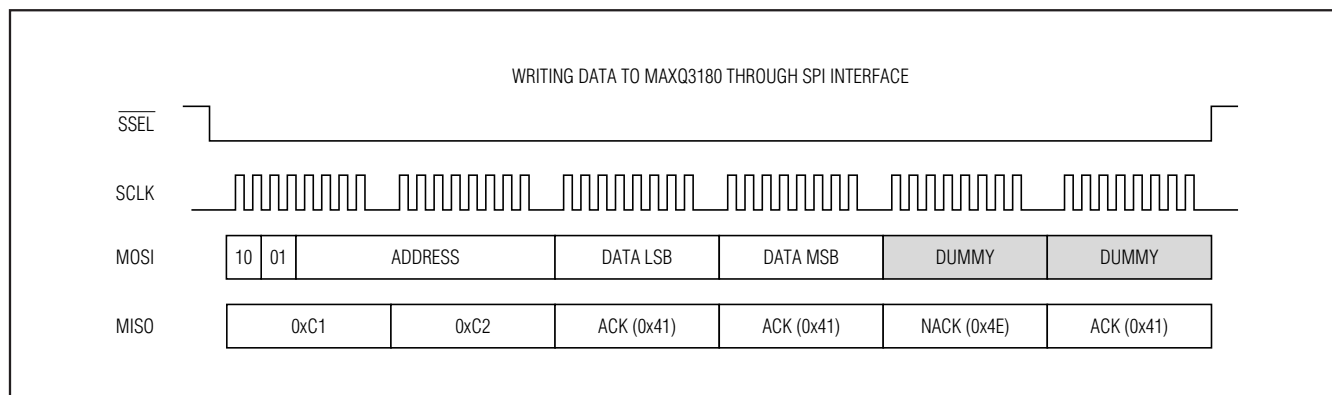 WRITING DATA TO MAXQ3180 THROUGH SPI INTERFACE
SSEL
SCLK
MOSI 10 01 ADDRESS DATA LSB DATA MSB DUMMY DUMMY
MISO 0xC1 0xC2 ACK (0x41) ACK (0x41) NACK (0x4E) ACK (0x41)